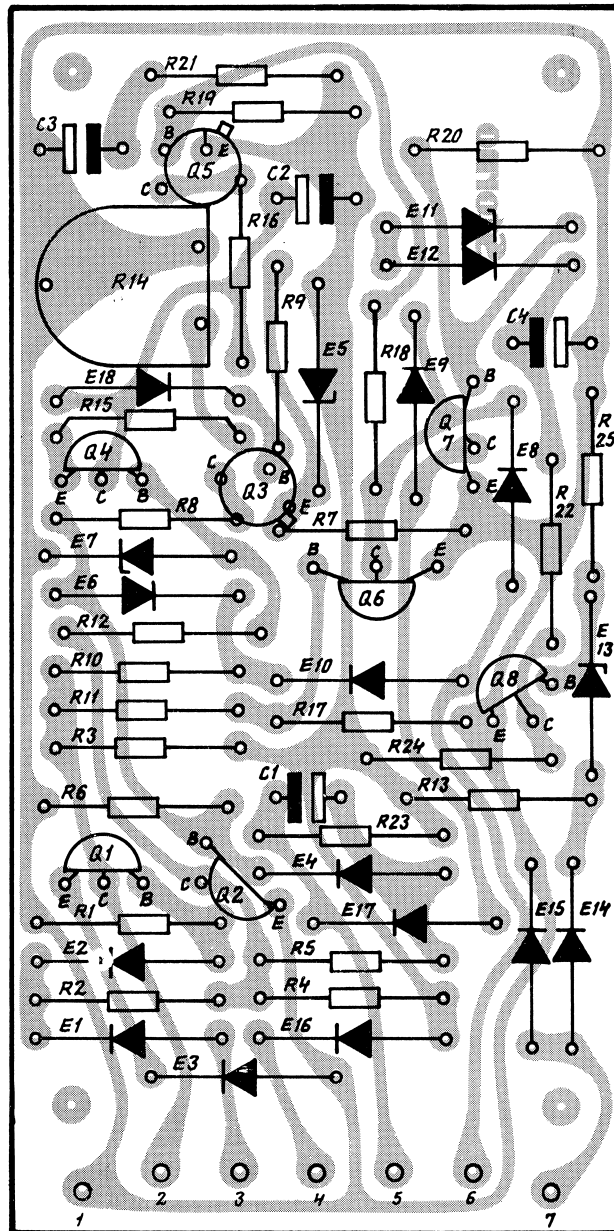 R21
R19
C3
B
E
Q5
C
C2
R20
R16
E11
E12
R14
R9
E5
R18
E9
C4
E18
R15
B
Q
7
C
E
E8
R
25
Q4
E
C
B
C
Q3
B
E
R
22
R8
R7
E7
B
C
E
Q6
E6
R12
E
13
R10
E10
Q8
B
E
C
R11
R17
R3
R24
R13
R6
C1
R23
Q1
E
C
B
B
C
Q2
E
E4
R1
E17
E15
E14
E2
R5
R2
R4
E1
E16
E3
1
2
3
4
5
6
7